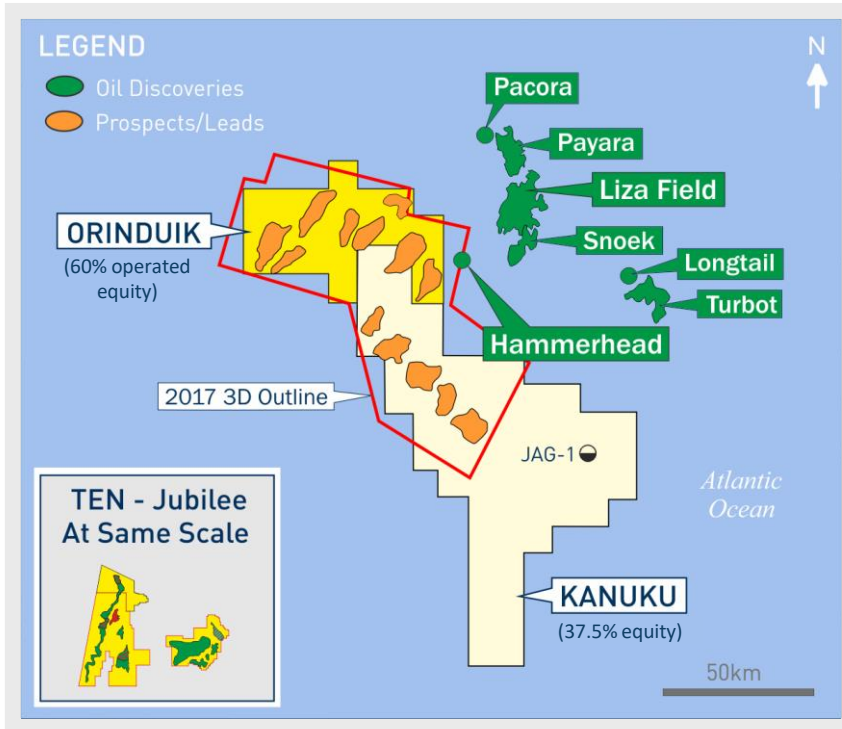 LEGEND
Oil Discoveries
Prospects/Leads
N
Pacora
Payara
Liza Field
Snoek
Longtail
Turbot
Hammerhead
ORINDUIK
(60% operated
equity)
2017 3D Outline
JAG-1
Atlantic
Ocean
TEN - Jubilee
At Same Scale
KANUKU
(37.5% equity)
50km